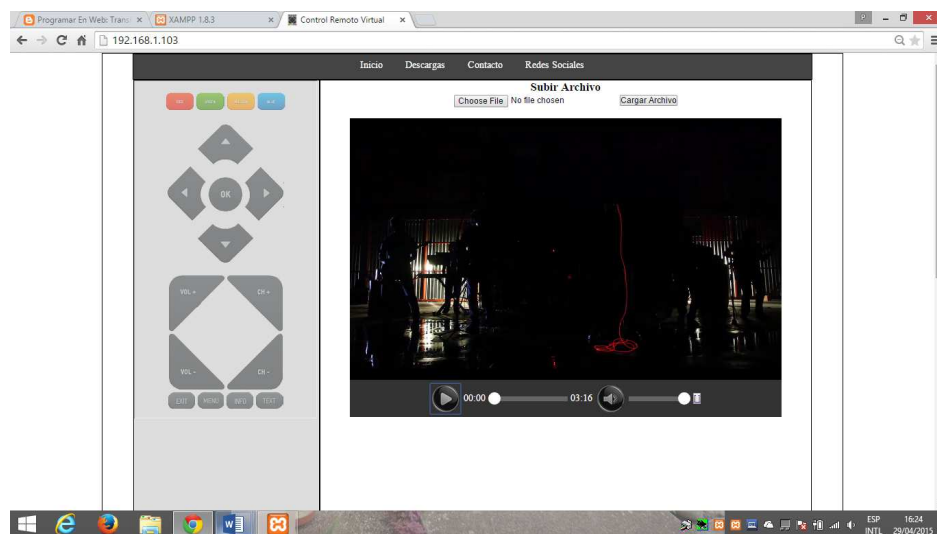 Programar En Web: Trans
XAMPP 1.8.3
Control Remoto Virtual
192.168.1.103
Inicio Descargas Contacto Redes Sociales
Subir Archivo
Choose File No file chosen Cargar Archivo
OK
VOL + CH +
VOL - CH -
EXIT MENU INFO TEXT
00:00 03:16
ESP 16:24
INTL 29/04/2015